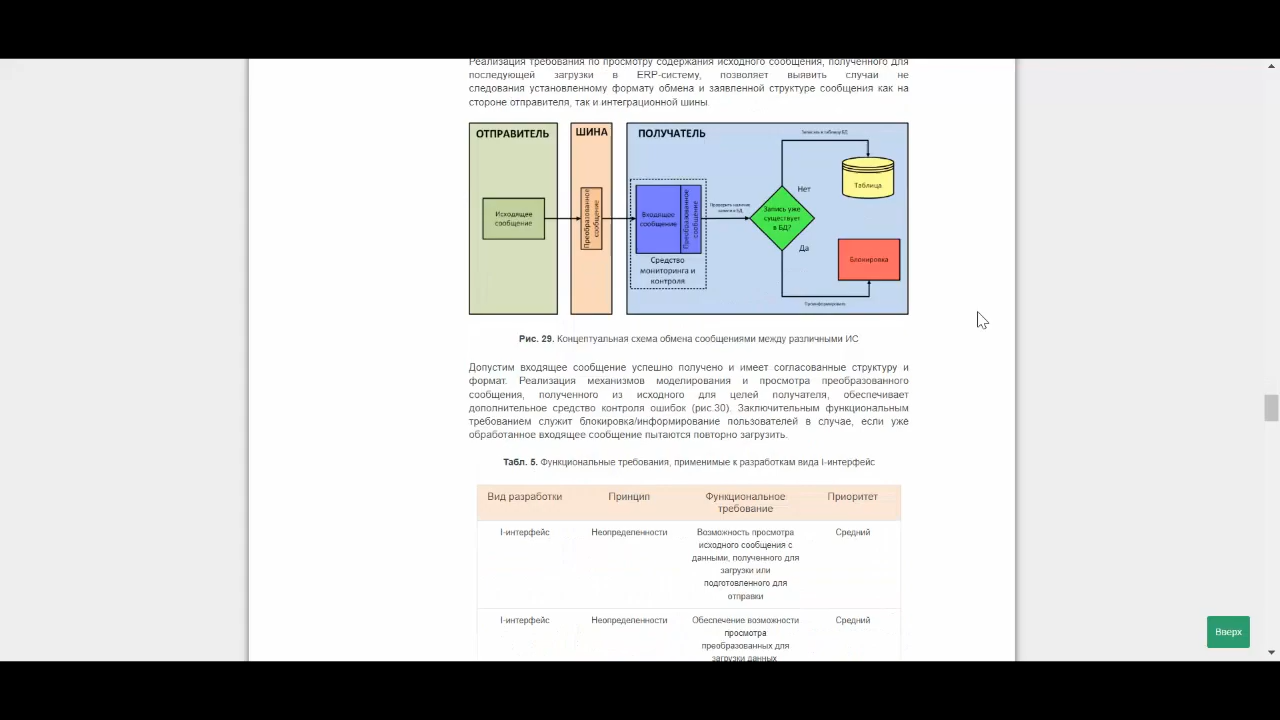 Реализация требования по просмотру содержания исходного сообщения, полученного для
последующей загрузки в ERP-систему, позволяет выявить случаи не
следования установленному формату обмена и заявленной структуре сообщения как на
стороне отправителя, так и интеграционной шины.
ОТПРАВИТЕЛЬ
ШИНА
ПОЛУЧАТЕЛЬ
Исходящее
сообщение
Преобразованное
сообщение
Входящее
сообщение
Преобразованное
сообщение
Средство
мониторинга и
контроля
Запись уже
существует
в БД?
Нет
Да
Таблица
Блокировка
Рис. 29. Концептуальная схема обмена сообщениями между различными ИС
Допустим входящее сообщение успешно получено и имеет согласованные структуру и
формат. Реализация механизмов моделирования и просмотра преобразованного
сообщения, полученного из исходного для целей получателя, обеспечивает
дополнительное средство контроля ошибок (рис.30). Заключительным функциональным
требованием служит блокировка/информирование пользователей в случае, если уже
обработанное входящее сообщение пытаются повторно загрузить.
Табл. 5. Функциональные требования, применимые к разработкам вида I-интерфейс
Вид разработки
Принцип
Функциональное
требование
Приоритет
I-интерфейс
Неопределенности
Возможность просмотра
исходного сообщения с
данными, полученного для
загрузки или
подготовленного для
отправки
Средний
I-интерфейс
Неопределенности
Обеспечение возможности
просмотра
преобразованных для
загрузки данных
Средний
Вверх